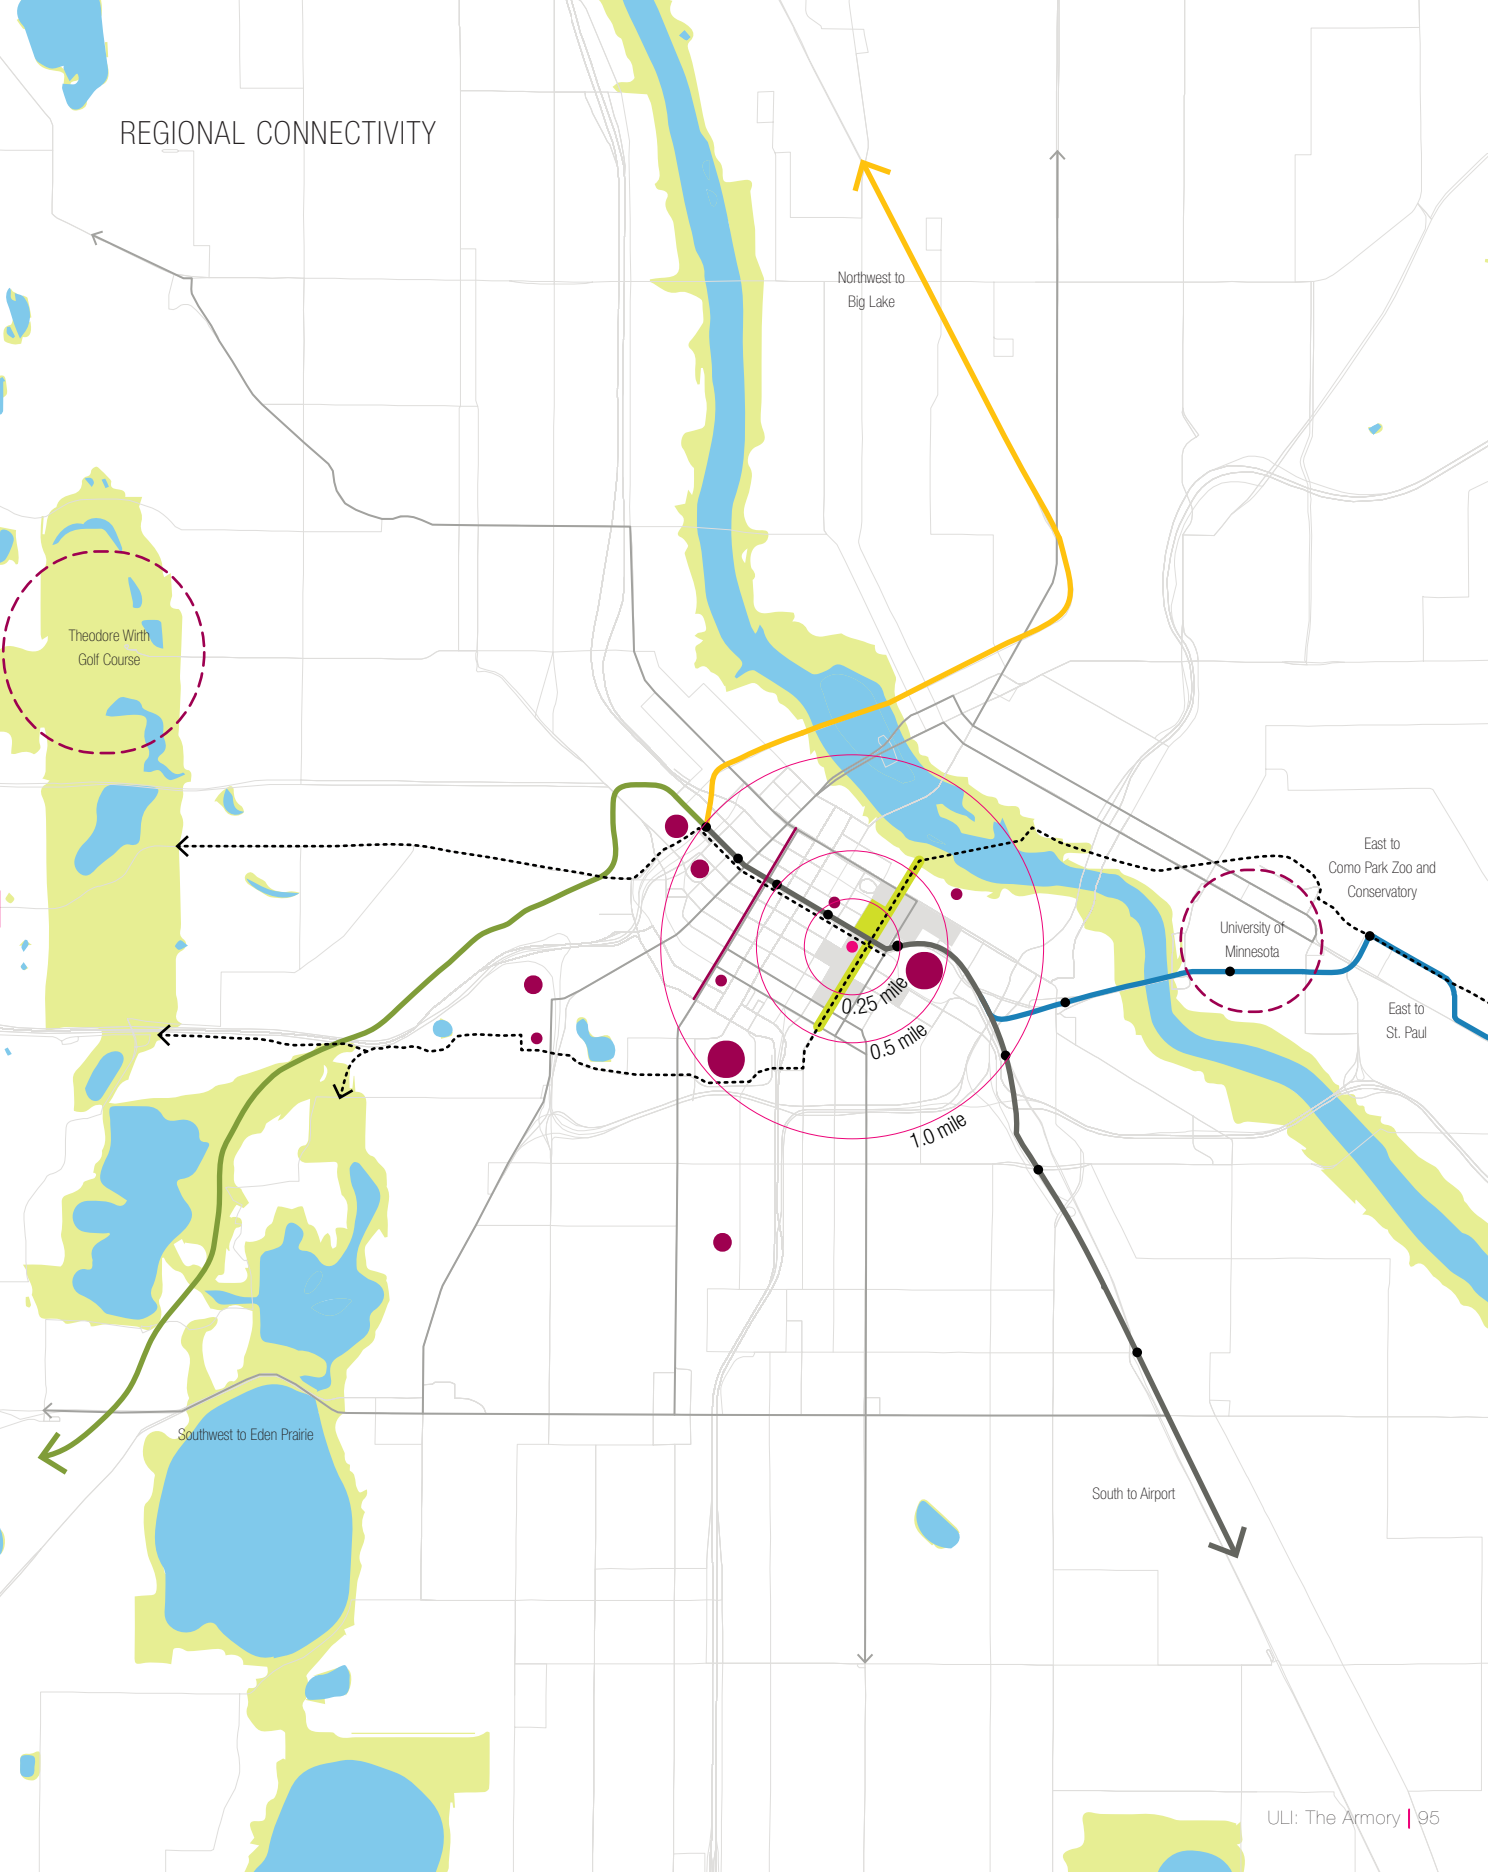 REGIONAL CONNECTIVITY
Northwest to
Big Lake
Theodore Wirth
Golf Course
East to
Como Park Zoo and
Conservatory
University of
Minnesota
East to
St. Paul
0.25 mile
0.5 mile
1.0 mile
Southwest to Eden Prairie
South to Airport
ULI: The Armory | 95